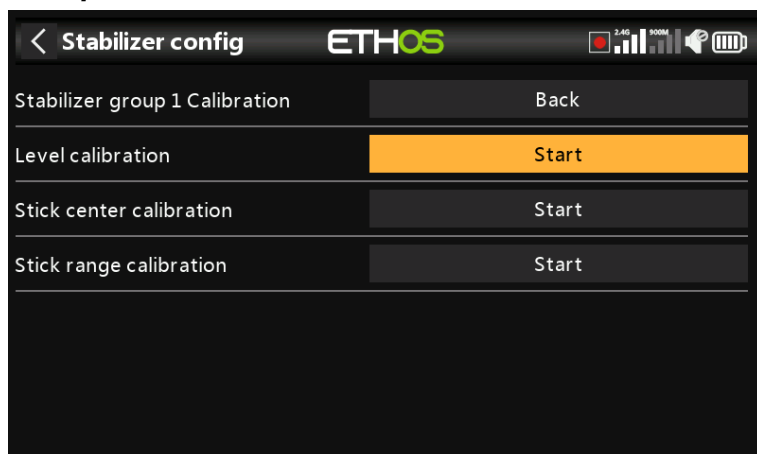 Stabilizer config ETHOS 2.4G 900M
Stabilizer group 1 Calibration Back
Level calibration Start
Stick center calibration Start
Stick range calibration Start